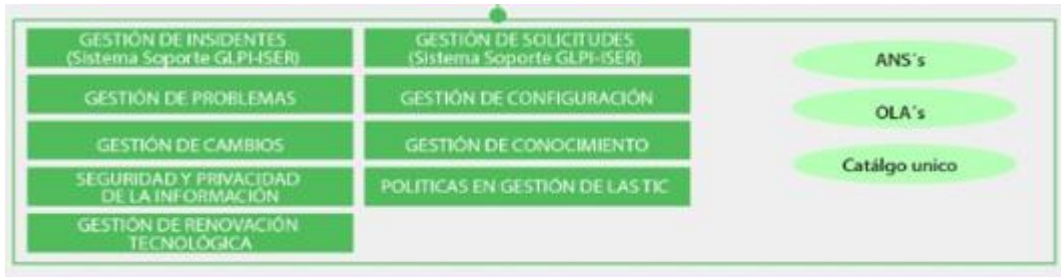 GESTIÓN DE INSIDENTES
(Sistema Soporte GLPI-ISER)
GESTIÓN DE SOLICITUDES
(Sistema Soporte GLPI-ISER)
GESTIÓN DE PROBLEMAS
GESTIÓN DE CONFIGURACIÓN
GESTIÓN DE CAMBIOS
GESTIÓN DE CONOCIMIENTO
SEGURIDAD Y PRIVACIDAD
DE LA INFORMACIÓN
POLITICAS EN GESTIÓN DE LAS TIC
GESTIÓN DE RENOVACIÓN
TECNOLÓGICA
ANS´s
OLA´s
Catálgo unico